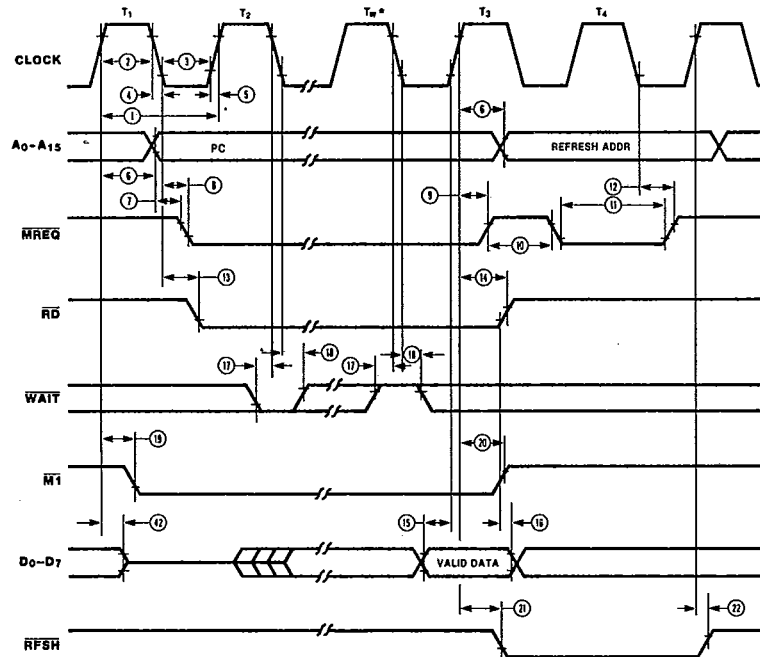 T1 T2 Tw* T3 T4
CLOCK
2 3
4 5
1 6
A0-A15 PC REFRESH ADDR
6 8 12
7 9 11
MREQ 10
13 14
RD
17 18 17 18
WAIT
19 20
M1
42 15 16
D0-D7 VALID DATA
21 22
RFSH